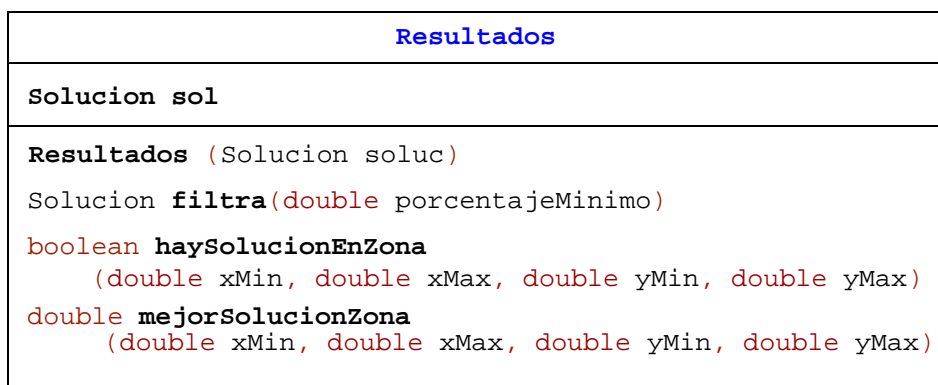 Resultados
Solucion sol
Resultados (Solucion soluc)
Solucion filtra(double porcentajeMinimo)
boolean haySolucionEnZona
(double xMin, double xMax, double yMin, double yMax)
double mejorSolucionZona
(double xMin, double xMax, double yMin, double yMax)